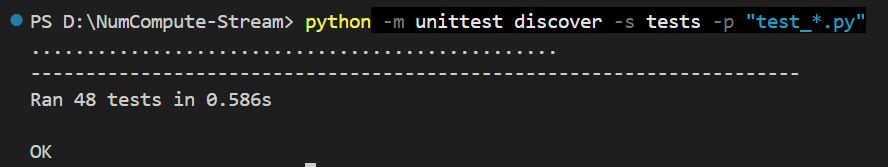 PS D:\NumCompute-Stream> python -m unittest discover -s tests -p "test_*.py"
................................................
----------------------------------------------------------------------
Ran 48 tests in 0.586s
OK